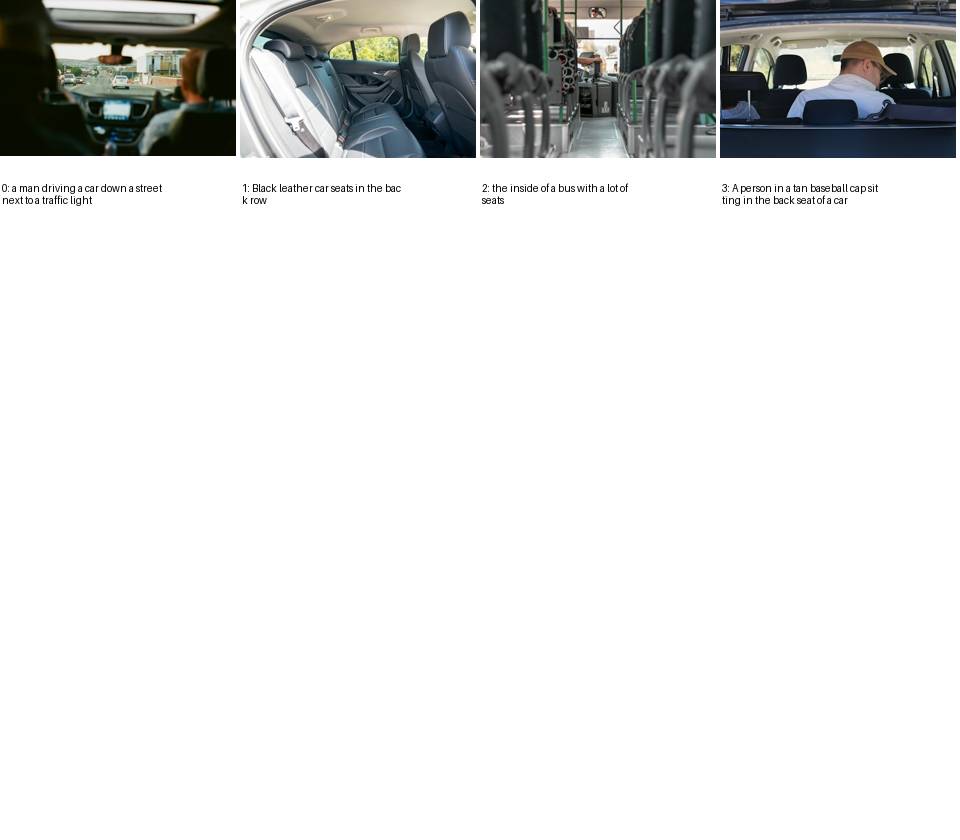 0: a man driving a car down a street
next to a traffic light
1: Black leather car seats in the bac
k row
2: the inside of a bus with a lot of
seats
3: A person in a tan baseball cap sit
ting in the back seat of a car